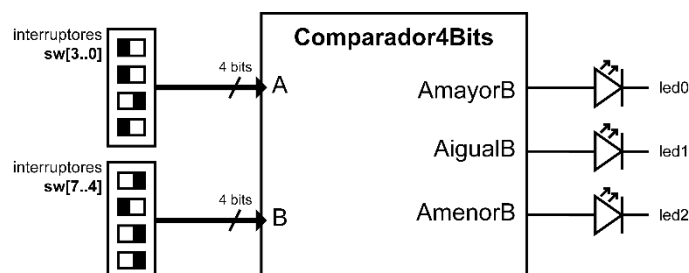 interruptores
sw[3..0]
4 bits
A
interruptores
sw[7..4]
4 bits
B
Comparador4Bits
AmayorB
AigualB
AmenorB
led0
led1
led2